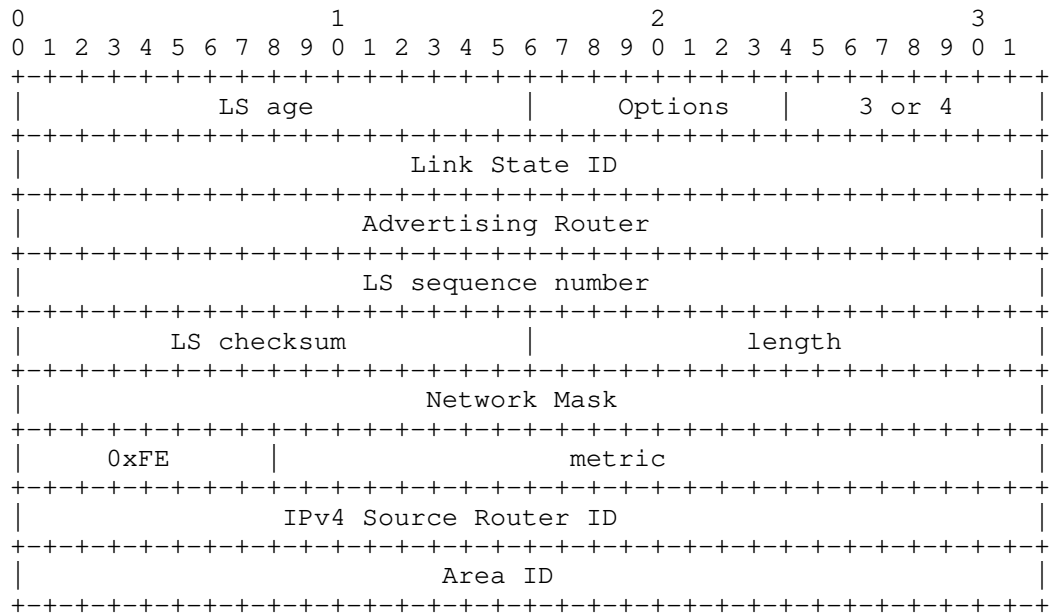 0                   1                   2                   3
0 1 2 3 4 5 6 7 8 9 0 1 2 3 4 5 6 7 8 9 0 1 2 3 4 5 6 7 8 9 0 1
+-+-+-+-+-+-+-+-+-+-+-+-+-+-+-+-+-+-+-+-+-+-+-+-+-+-+-+-+-+-+-+-+
|            LS age             |     Options   |    3 or 4     |
+-+-+-+-+-+-+-+-+-+-+-+-+-+-+-+-+-+-+-+-+-+-+-+-+-+-+-+-+-+-+-+-+
|                        Link State ID                          |
+-+-+-+-+-+-+-+-+-+-+-+-+-+-+-+-+-+-+-+-+-+-+-+-+-+-+-+-+-+-+-+-+
|                     Advertising Router                        |
+-+-+-+-+-+-+-+-+-+-+-+-+-+-+-+-+-+-+-+-+-+-+-+-+-+-+-+-+-+-+-+-+
|                     LS sequence number                        |
+-+-+-+-+-+-+-+-+-+-+-+-+-+-+-+-+-+-+-+-+-+-+-+-+-+-+-+-+-+-+-+-+
|         LS checksum           |             length            |
+-+-+-+-+-+-+-+-+-+-+-+-+-+-+-+-+-+-+-+-+-+-+-+-+-+-+-+-+-+-+-+-+
|                         Network Mask                          |
+-+-+-+-+-+-+-+-+-+-+-+-+-+-+-+-+-+-+-+-+-+-+-+-+-+-+-+-+-+-+-+-+
|     0xFE      |                  metric                       |
+-+-+-+-+-+-+-+-+-+-+-+-+-+-+-+-+-+-+-+-+-+-+-+-+-+-+-+-+-+-+-+-+
|                IPv4 Source Router ID                          |
+-+-+-+-+-+-+-+-+-+-+-+-+-+-+-+-+-+-+-+-+-+-+-+-+-+-+-+-+-+-+-+-+
|                          Area ID                              |
+-+-+-+-+-+-+-+-+-+-+-+-+-+-+-+-+-+-+-+-+-+-+-+-+-+-+-+-+-+-+-+-+